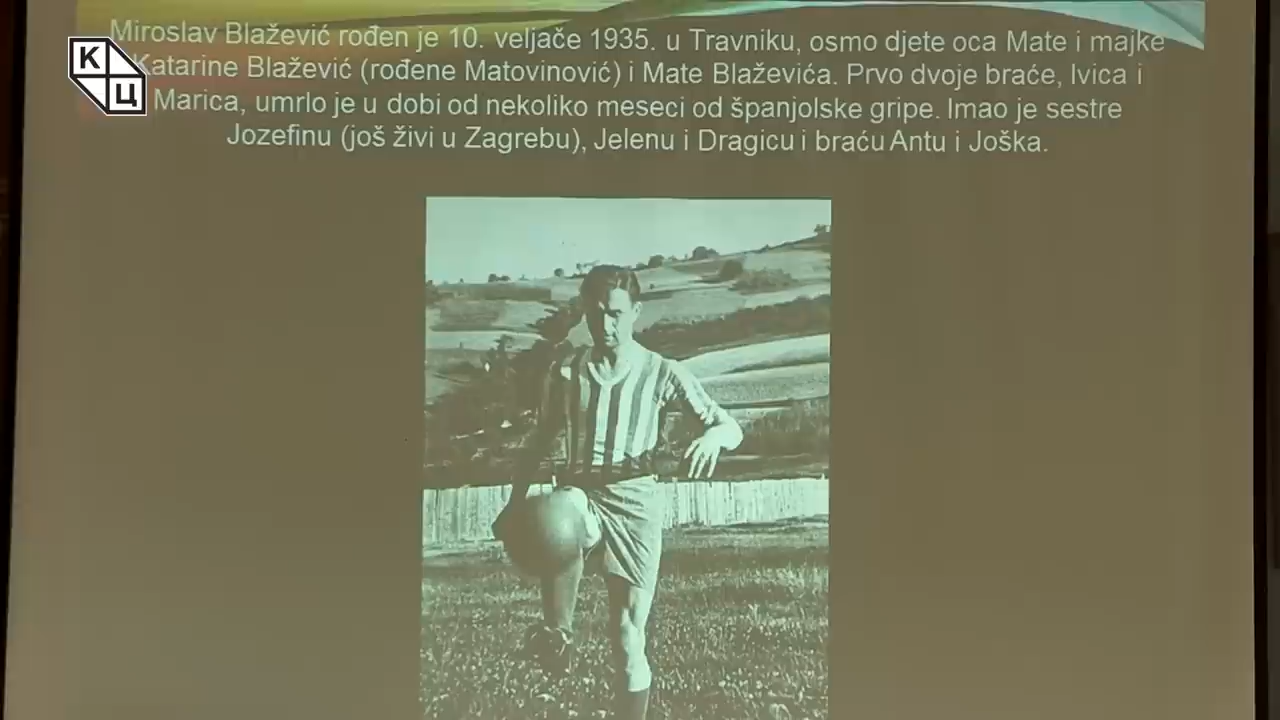 Miroslav Blažević rođen je 10. veljače 1935. u Travniku, osmo djete oca Mate i majke
Katarine Blažević (rođene Matovinović) i Mate Blaževića. Prvo dvoje braće, Ivica i
Marica, umrlo je u dobi od nekoliko meseci od španjolske gripe. Imao je sestre
Jozefinu (još živi u Zagrebu), Jelenu i Dragicu i braću Antu i Joška.
К
Ц